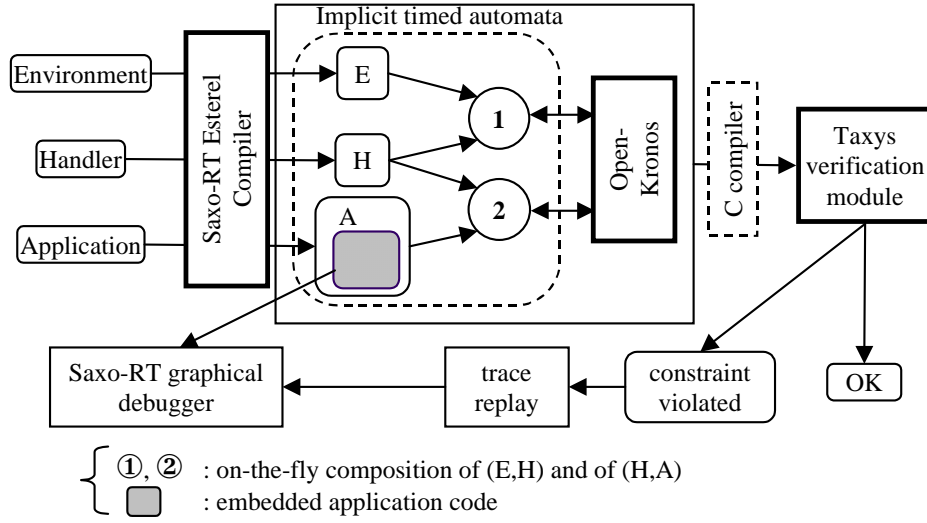 Implicit timed automata
Environment
Handler
Application
Saxo-RT Esterel
Compiler
E
H
A
1
2
Open-
Kronos
C compiler
Taxys
verification
module
Saxo-RT graphical
debugger
trace
replay
constraint
violated
OK
①, ② : on-the-fly composition of (E,H) and of (H,A)
: embedded application code